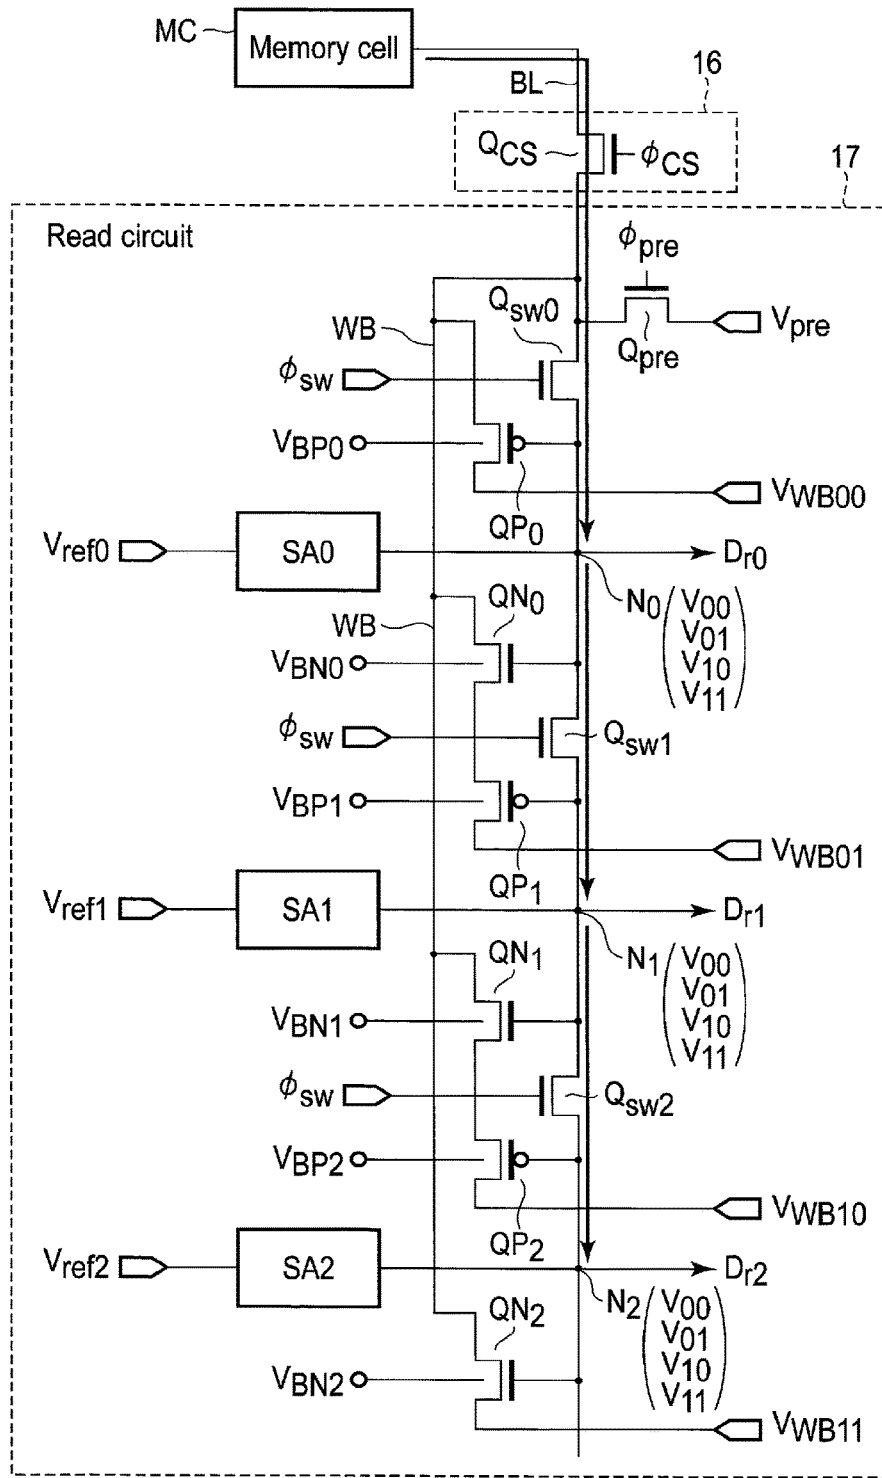 MC
Memory cell
BL
16
QCS
ϕCS
17
Read circuit
ϕpre
Qsw0
WB
Vpre
Qpre
ϕsw
VBP0
VWB00
QP0
Vref0
SA0
Dr0
QN0
N0
V00
V01
V10
V11
WB
VBN0
ϕsw
Qsw1
VBP1
VWB01
QP1
Vref1
SA1
Dr1
QN1
N1
V00
V01
V10
V11
VBN1
ϕsw
Qsw2
VBP2
VWB10
QP2
Vref2
SA2
Dr2
QN2
N2
V00
V01
V10
V11
VBN2
VWB11